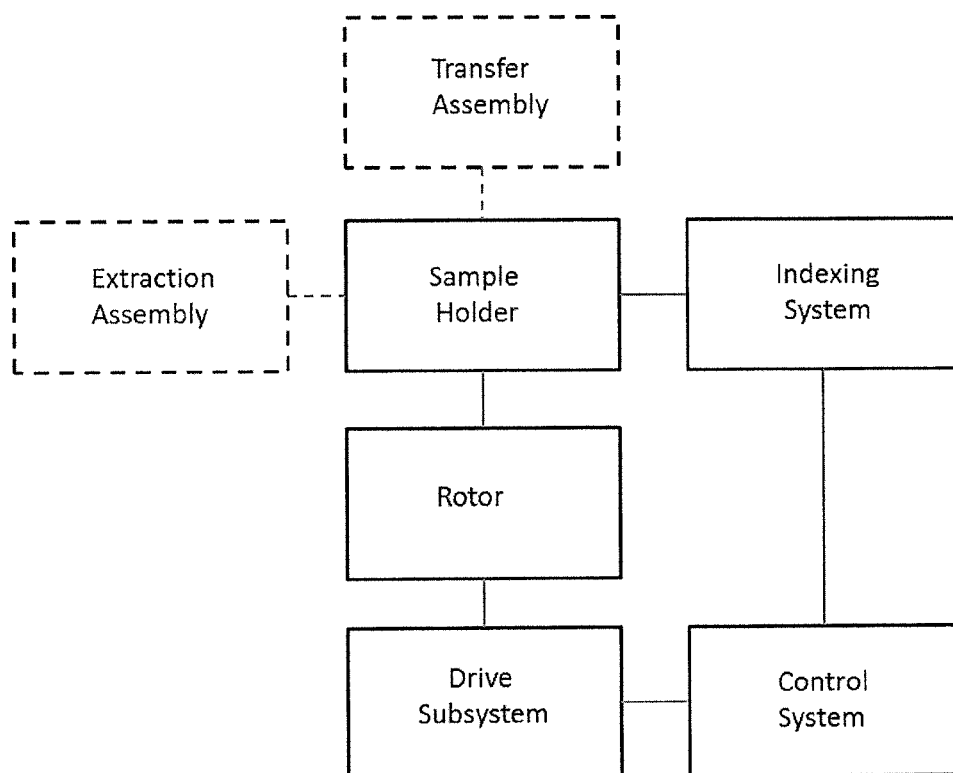 Transfer
Assembly
Extraction
Assembly
Sample
Holder
Indexing
System
Rotor
Drive
Subsystem
Control
System